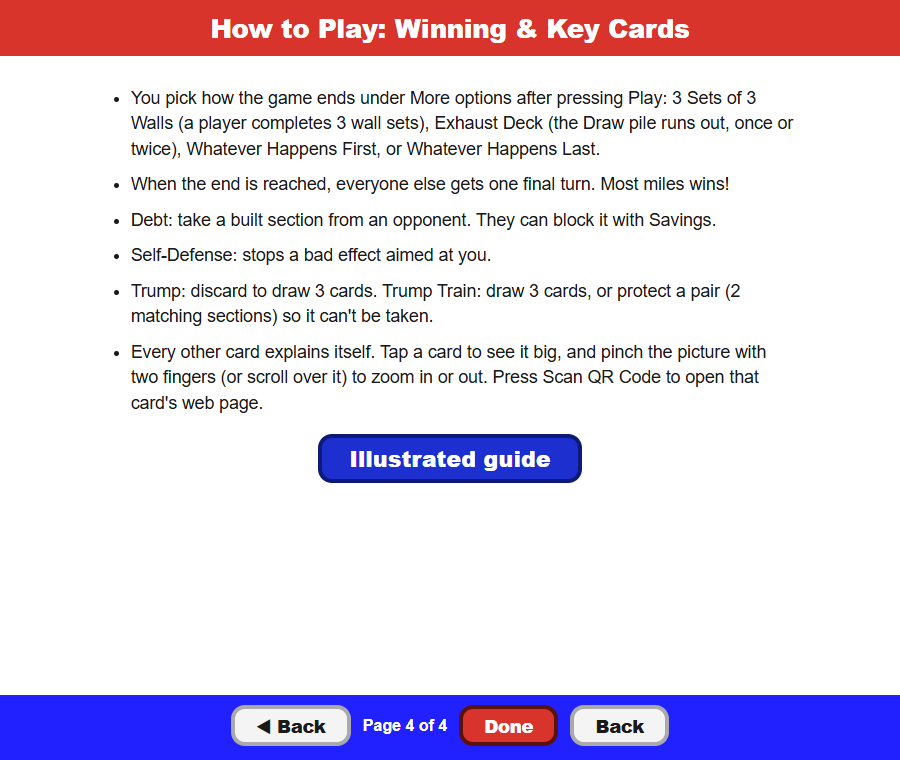 How to Play: Winning & Key Cards
• You pick how the game ends under More options after pressing Play: 3 Sets of 3
Walls (a player completes 3 wall sets), Exhaust Deck (the Draw pile runs out, once or
twice), Whatever Happens First, or Whatever Happens Last.
• When the end is reached, everyone else gets one final turn. Most miles wins!
• Debt: take a built section from an opponent. They can block it with Savings.
• Self-Defense: stops a bad effect aimed at you.
• Trump: discard to draw 3 cards. Trump Train: draw 3 cards, or protect a pair (2
matching sections) so it can't be taken.
• Every other card explains itself. Tap a card to see it big, and pinch the picture with
two fingers (or scroll over it) to zoom in or out. Press Scan QR Code to open that
card's web page.
Illustrated guide
◀ Back Page 4 of 4 Done Back